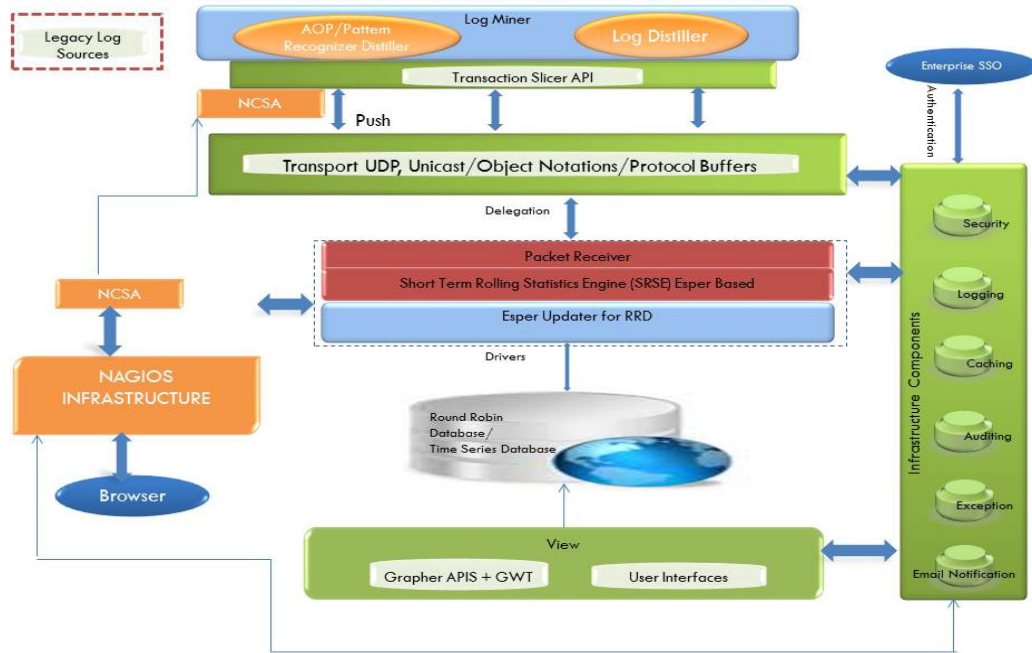 Log Miner
AOP/Pattern
Recognizer Distiller
Log Distiller
Legacy Log
Sources
Transaction Slicer API
Enterprise SSO
NCSA
Push
Authentication
Transport UDP, Unicast/Object Notations/Protocol Buffers
Delegation
Security
Packet Receiver
Short Term Rolling Statistics Engine (SRSE) Esper Based
Esper Updater for RRD
NCSA
Logging
Drivers
NAGIOS
INFRASTRUCTURE
Caching
Infrastructure Components
Round Robin
Database/
Time Series Database
Auditing
Browser
Exception
View
Grapher APIS + GWT
User Interfaces
Email Notification